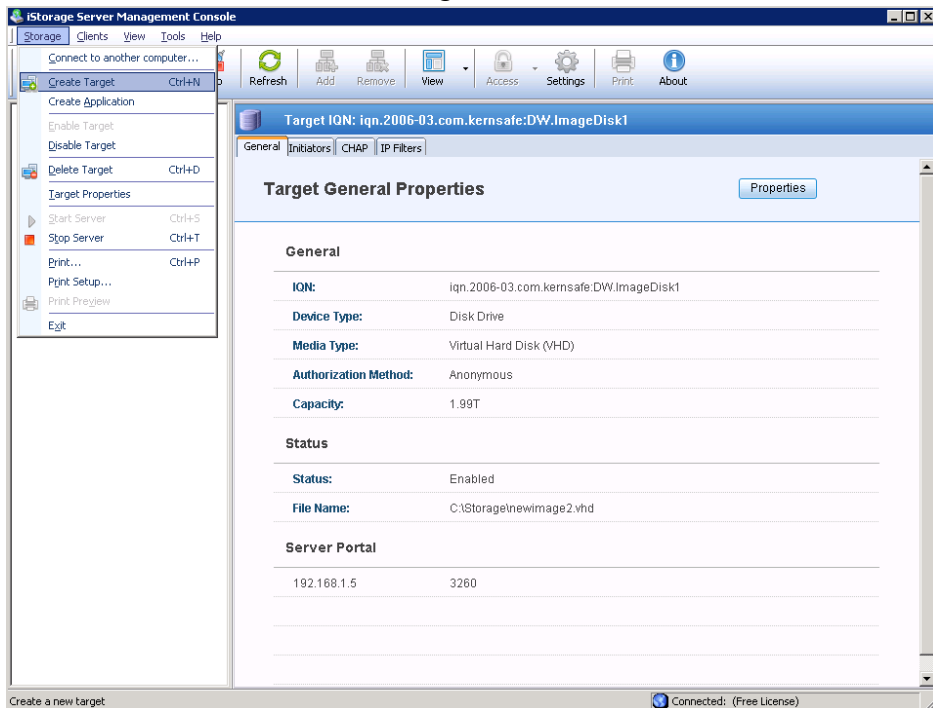 iStorage Server Management Console
Storage Clients View Tools Help
Connect to another computer...
Create Target Ctrl+N
Create Application
Enable Target
Disable Target
Delete Target Ctrl+D
Target Properties
Start Server Ctrl+S
Stop Server Ctrl+T
Print... Ctrl+P
Print Setup...
Print Preview
Exit
Refresh Add Remove View Access Settings Print About
Target IQN: iqn.2006-03.com.kernsafe:DW.ImageDisk1
General Initiators CHAP IP Filters
Target General Properties Properties
General
IQN: iqn.2006-03.com.kernsafe:DW.ImageDisk1
Device Type: Disk Drive
Media Type: Virtual Hard Disk (VHD)
Authorization Method: Anonymous
Capacity: 1.99T
Status
Status: Enabled
File Name: C:\Storage\newimage2.vhd
Server Portal
192.168.1.5 3260
Create a new target Connected: (Free License)